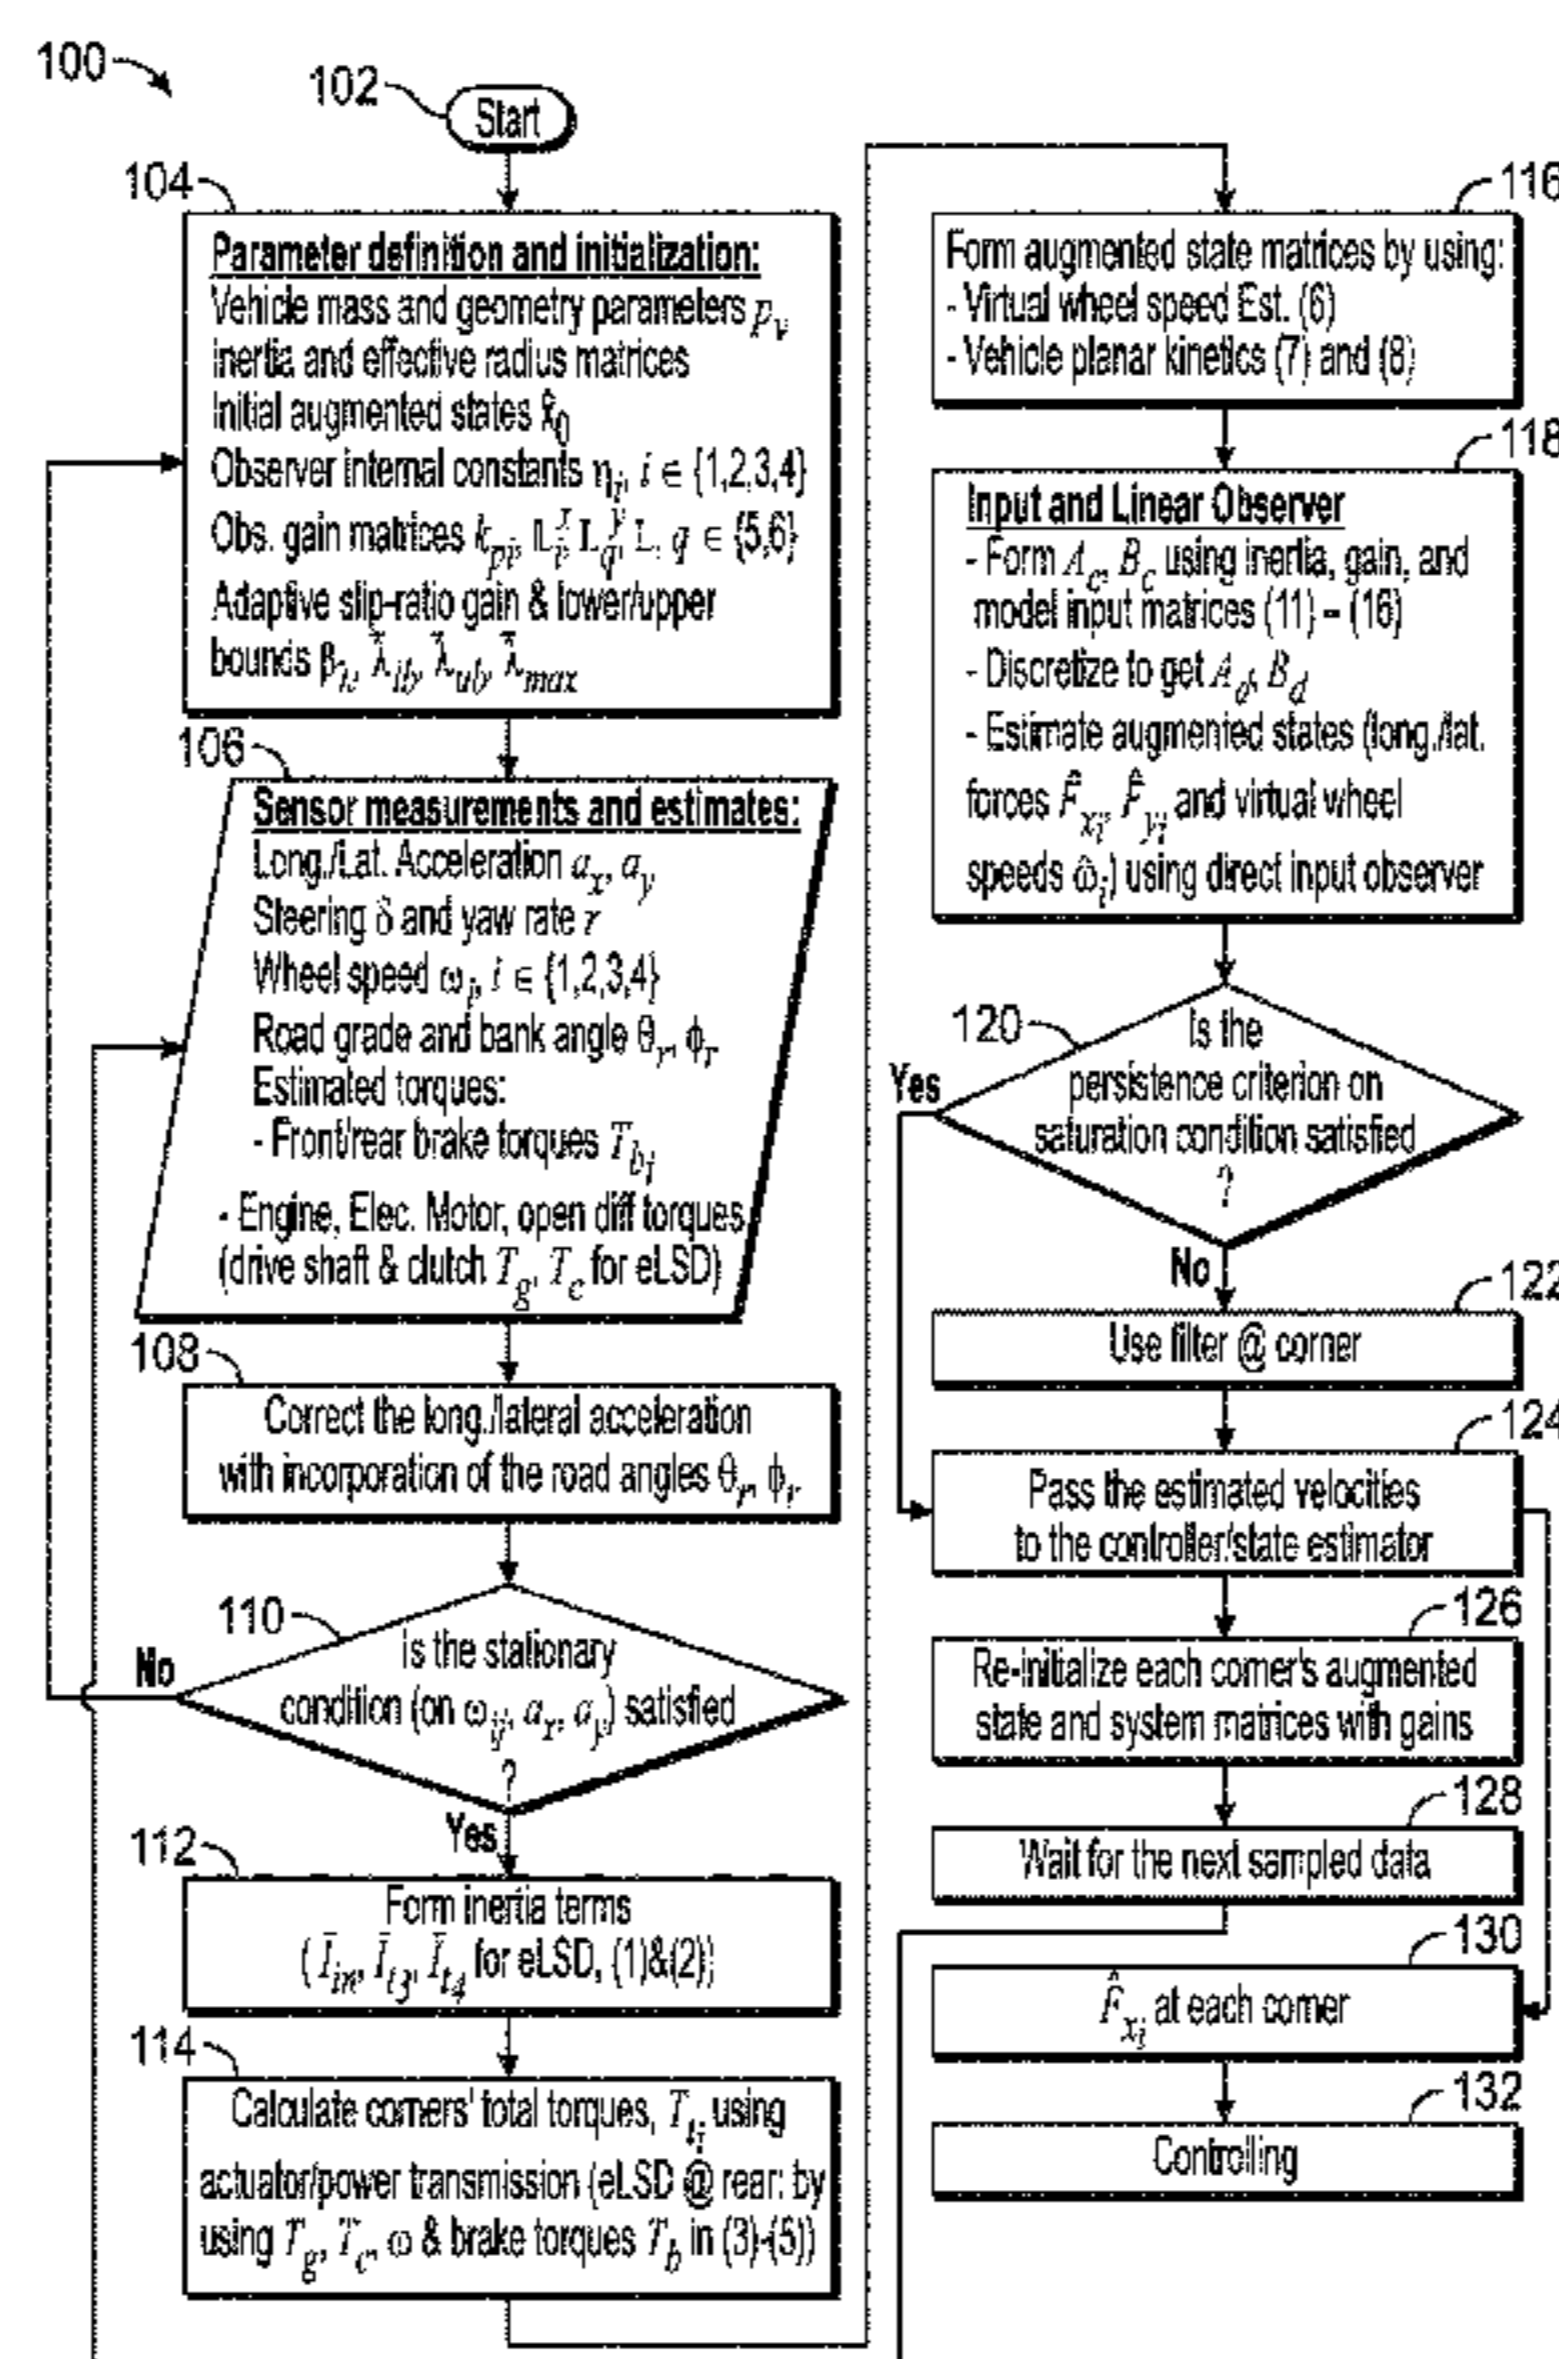 100
102
Start
104
Parameter definition and initialization:
Vehicle mass and geometry parameters p_v
Inertia and effective radius matrices
Initial augmented states x̂_0
Observer internal constants η_i, i ∈ {1,2,3,4}
Obs. gain matrices q ∈ {5,6}
Adaptive slip-ratio gain & lower/upper
bounds λ̄_lb, λ̄_ub, λ̄_max
106
Sensor measurements and estimates:
Long./Lat. Acceleration a_x, a_y
Steering δ and yaw rate r
Wheel speed ω_i, i ∈ {1,2,3,4}
Road grade and bank angle θ_r, ϕ_r
Estimated torques:
- Front/rear brake torques T_b_i
- Engine, Elec. Motor, open diff torques
(drive shaft & clutch T_g, T_c for eLSD)
108
Correct the long./lateral acceleration
with incorporation of the road angles θ_r, ϕ_r
110
Is the stationary
condition (on ω_ij, a_x, a_y) satisfied
?
No
Yes
112
Form inertia terms
( Ī_in, Ī_t3, Ī_t4 for eLSD, (1)&(2))
114
Calculate corners' total torques, T_t_i using
actuator/power transmission (eLSD @ rear: by
using T_g, T_c, ω & brake torques T_b in (3)-(5))
116
Form augmented state matrices by using:
- Virtual wheel speed Est. (6)
- Vehicle planar kinetics (7) and (8)
118
Input and Linear Observer
- Form A_c, B_c using inertia, gain, and
model input matrices (11) – (16)
- Discretize to get A_d, B_d
- Estimate augmented states (long./lat.
forces F̂_x_i, F̂_y_i and virtual wheel
speeds ω̂_i) using direct input observer
120
Is the
persistence criterion on
saturation condition satisfied
?
Yes
No
122
Use filter @ corner
124
Pass the estimated velocities
to the controller/state estimator
126
Re-initialize each corner's augmented
state and system matrices with gains
128
Wait for the next sampled data
130
F̂_x_i at each corner
132
Controlling